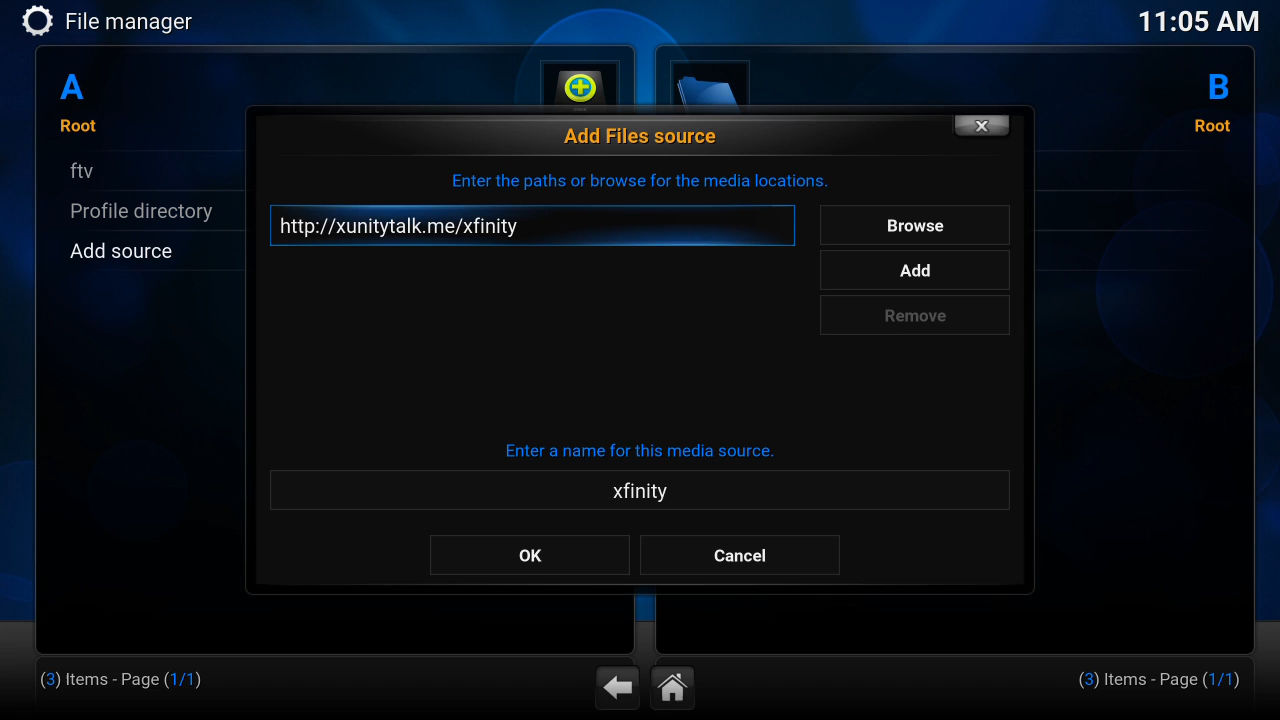 File manager
11:05 AM
A
B
Root
Root
ftv
Profile directory
Add source
Add Files source
Enter the paths or browse for the media locations.
http://xunitytalk.me/xfinity
Browse
Add
Remove
Enter a name for this media source.
xfinity
OK
Cancel
(3) Items - Page (1/1)
(3) Items - Page (1/1)